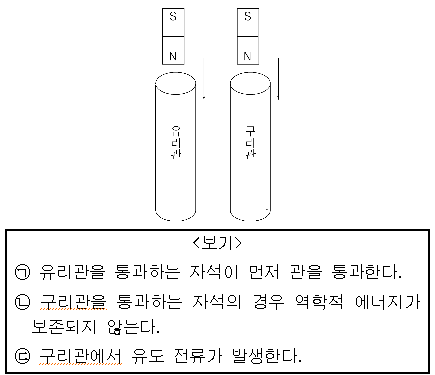 S S
N N
유리관 구리관
<보기>
㉠ 유리관을 통과하는 자석이 먼저 관을 통과한다.
㉡ 구리관을 통과하는 자석의 경우 역학적 에너지가
보존되지 않는다.
㉢ 구리관에서 유도 전류가 발생한다.